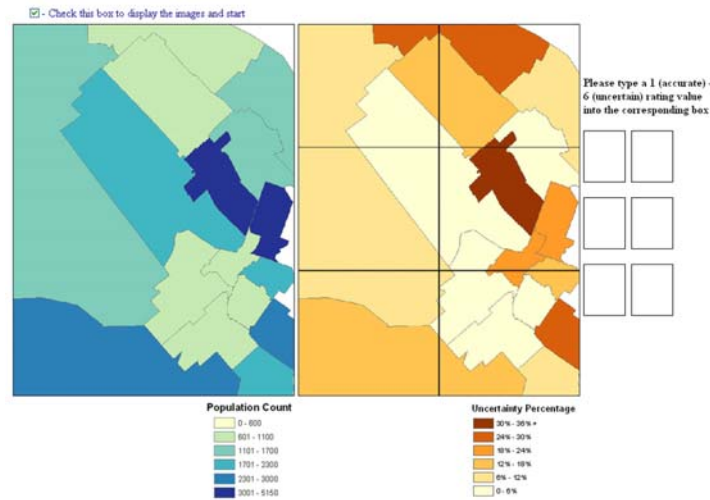 - Check this box to display the images and start
Please type a 1 (accurate) -
6 (uncertain) rating value
into the corresponding box
Population Count
0 - 600
601 - 1100
1101 - 1700
1701 - 2300
2301 - 3000
3001 - 5150
Uncertainty Percentage
30% - 36% +
24% - 30%
18% - 24%
12% - 18%
6% - 12%
0 - 6%